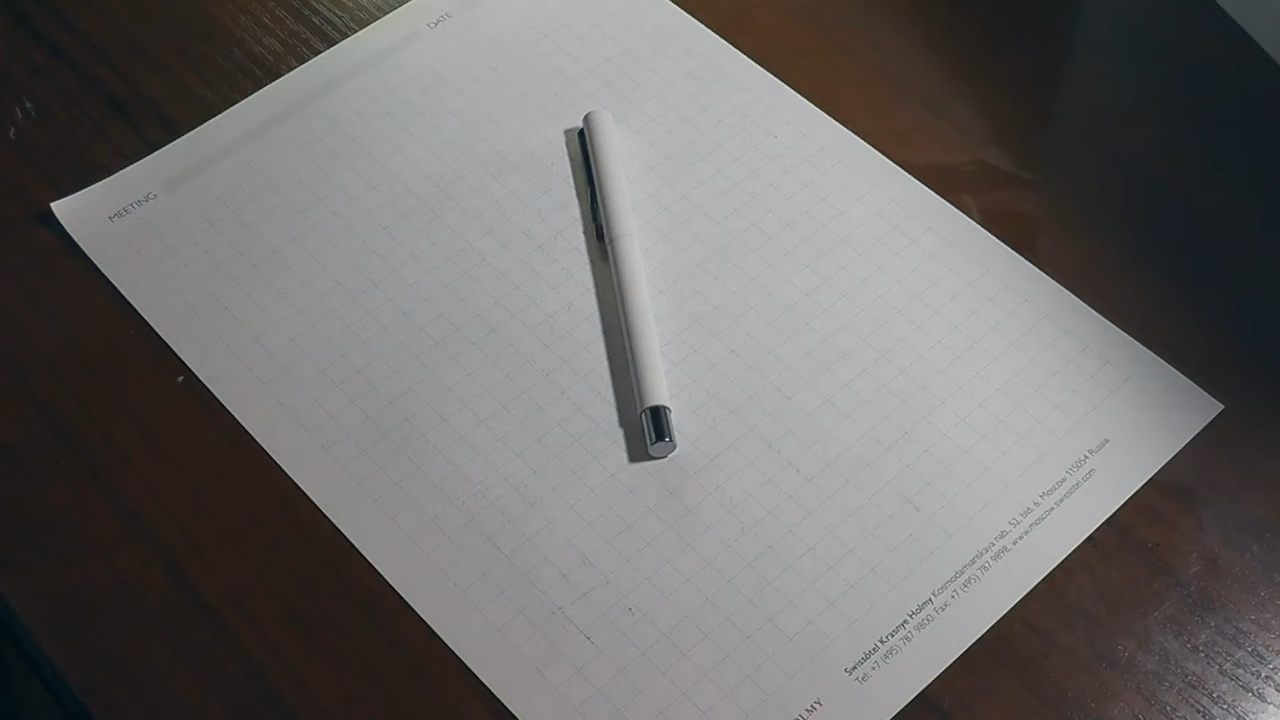 MEETING
DATE
Swissôtel Krasnye Holmy Kosmodamianskaya nab., 52, bld. 6, Moscow 115054 Russia
Tel: +7 (495) 787 9800, Fax: +7 (495) 787 9898, www.moscow.swissotel.com